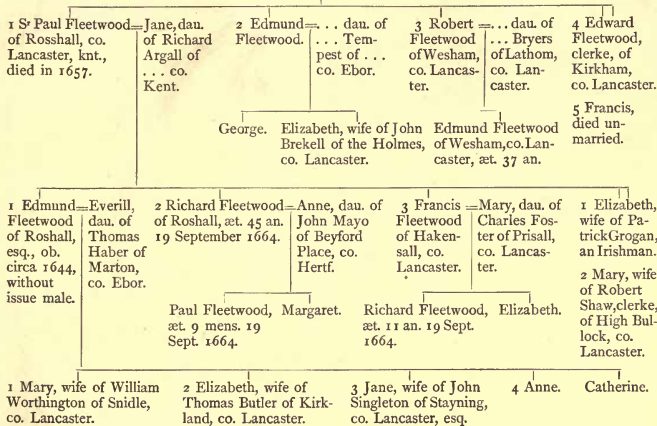 1 Sr Paul Fleetwood=
of Rosshall, co.
Lancaster, knt.,
died in 1657.
Jane, dau.
of Richard
Argall of
... co.
Kent.
2 Edmund=
Fleetwood.
... dau. of
... Tem-
pest of ...
co. Ebor.
3 Robert=
Fleetwood
of Wesham,
co. Lancas-
ter.
... dau. of
... Bryers
of Lathom,
co. Lan-
caster.
4 Edward
Fleetwood,
clerke, of
Kirkham,
co. Lancaster.
5 Francis,
died un-
married.
George.
Elizabeth, wife of John
Brekell of the Holmes,
co. Lancaster.
Edmund Fleetwood
of Wesham, co. Lan-
caster, æt. 37 an.
1 Edmund=
Fleetwood
of Roshall,
esq., ob.
circa 1644,
without
issue male.
Everill,
dau. of
Thomas
Haber of
Marton,
co. Ebor.
2 Richard Fleetwood=
of Roshall, æt. 45 an.
19 September 1664.
Anne, dau. of
John Mayo
of Beyford
Place, co.
Hertf.
3 Francis=
Fleetwood
of Haken-
sall, co.
Lancaster.
Mary, dau. of
Charles Fos-
ter of Prisall,
co. Lancas-
ter.
1 Elizabeth,
wife of Pa-
trick Grogan,
an Irishman.
2 Mary, wife
of Robert
Shaw, clerke,
of High Bul-
lock, co.
Lancaster.
Paul Fleetwood,
æt. 9 mens. 19
Sept. 1664.
Margaret.
Richard Fleetwood,
æt. 11 an. 19 Sept.
1664.
Elizabeth.
1 Mary, wife of William
Worthington of Snidle,
co. Lancaster.
2 Elizabeth, wife of
Thomas Butler of Kirk-
land, co. Lancaster.
3 Jane, wife of John
Singleton of Stayning,
co. Lancaster, esq.
4 Anne.
Catherine.